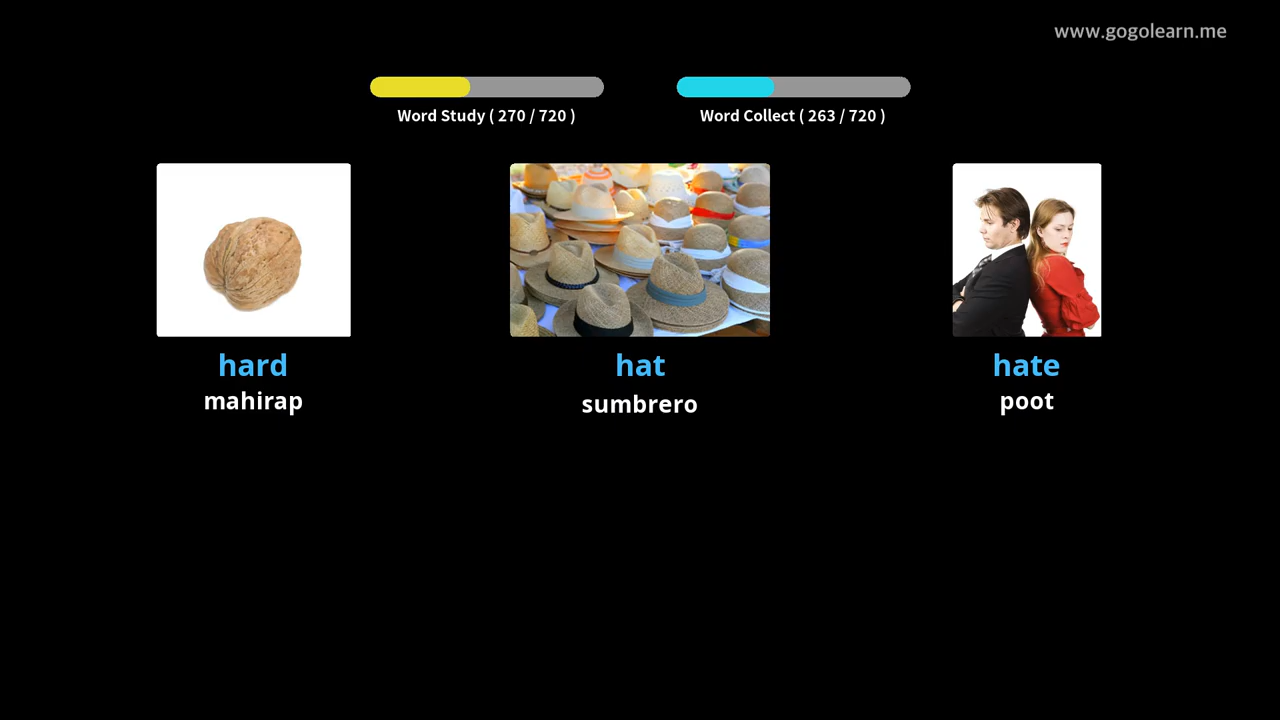 www.gogolearn.me
Word Study ( 270 / 720 )
Word Collect ( 263 / 720 )
hard
mahirap
hat
sumbrero
hate
poot